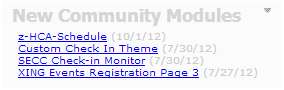 New Community Modules
z-HCA-Schedule (10/1/12)
Custom Check In Theme (7/30/12)
SECC Check-in Monitor (7/30/12)
XING Events Registration Page 3 (7/27/12)